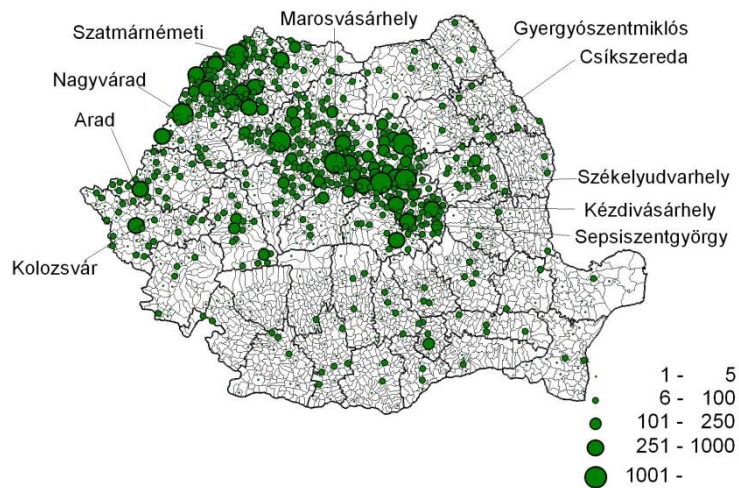 Marosvásárhely
Szatmárnémeti
Gyergyószentmiklós
Csíkszereda
Nagyvárad
Arad
Székelyudvarhely
Kézdivásárhely
Sepsiszentgyörgy
Kolozsvár
1 - 5
6 - 100
101 - 250
251 - 1000
1001 -